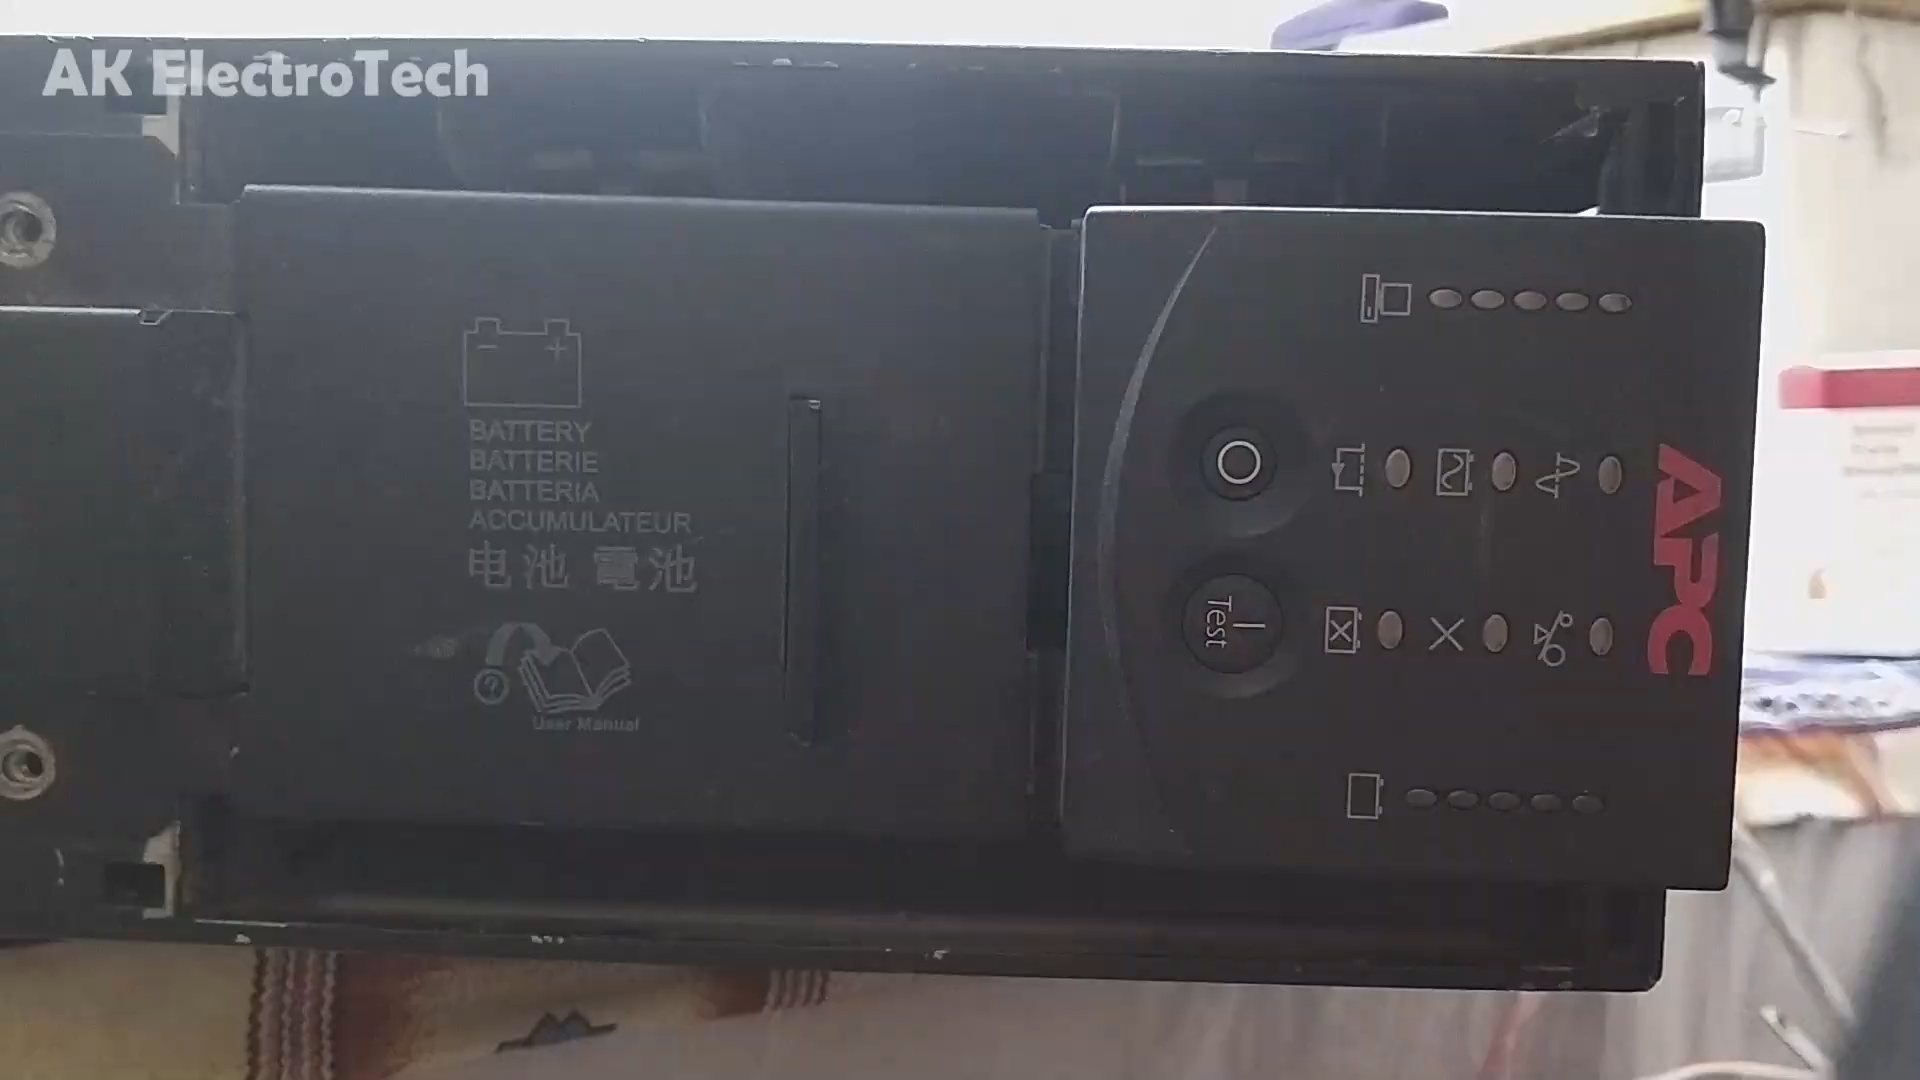 AK ElectroTech
BATTERY
BATTERIE
BATTERIA
ACCUMULATEUR
电池 電池
?
User Manual
Test
APC